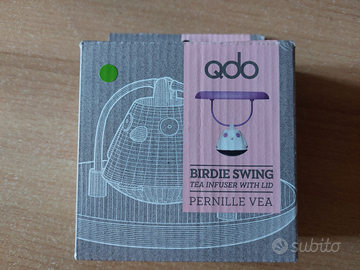 Qdo
BIRDIE SWING
TEA INFUSER WITH LID
PERNILLE VEA
subito